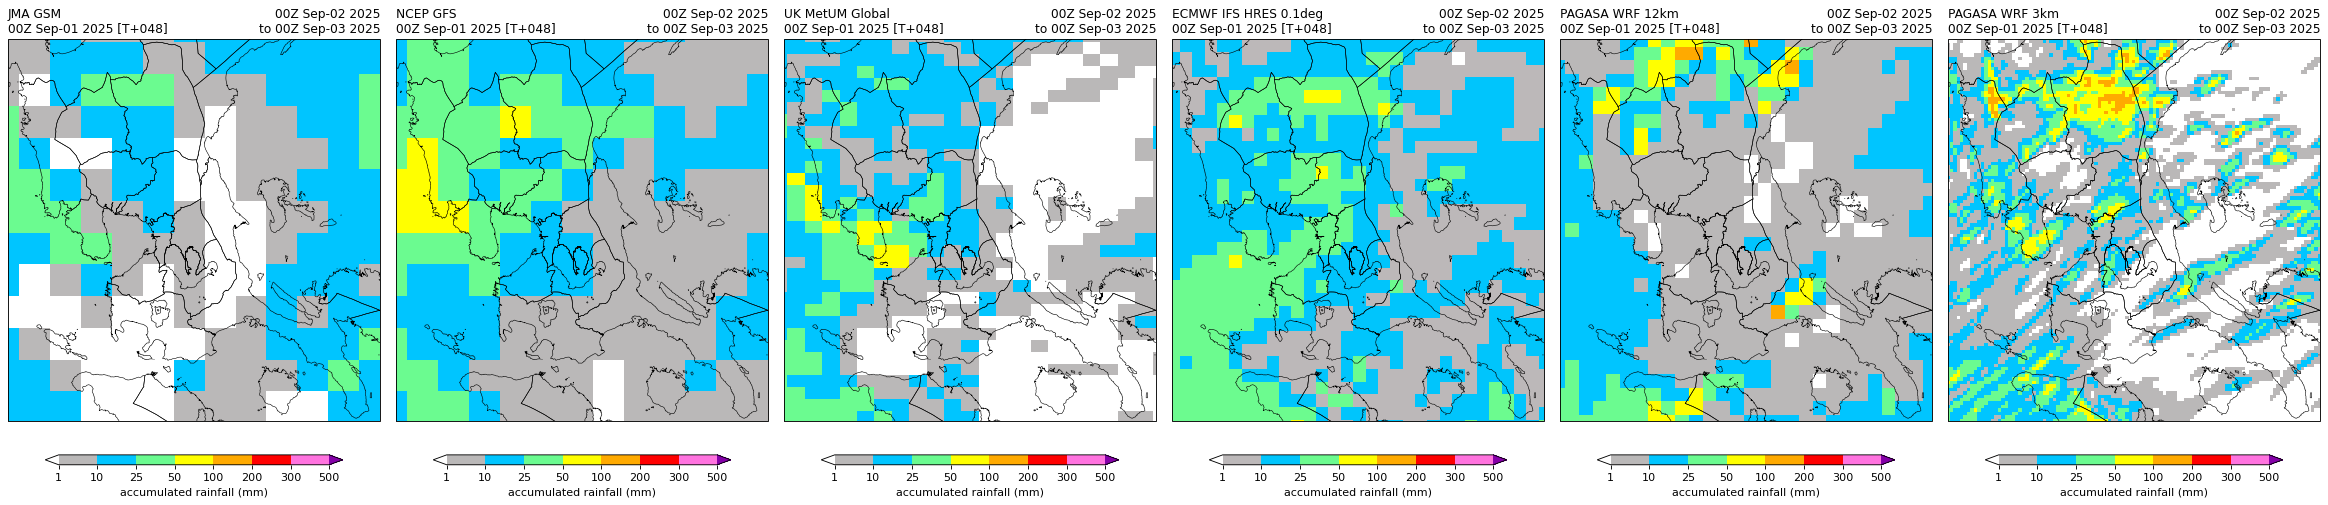 JMA GSM 00Z Sep-02 2025
00Z Sep-01 2025 [T+048] to 00Z Sep-03 2025
1 10 25 50 100 200 300 500
accumulated rainfall (mm)
NCEP GFS 00Z Sep-02 2025
00Z Sep-01 2025 [T+048] to 00Z Sep-03 2025
1 10 25 50 100 200 300 500
accumulated rainfall (mm)
UK MetUM Global 00Z Sep-02 2025
00Z Sep-01 2025 [T+048] to 00Z Sep-03 2025
1 10 25 50 100 200 300 500
accumulated rainfall (mm)
ECMWF IFS HRES 0.1deg 00Z Sep-02 2025
00Z Sep-01 2025 [T+048] to 00Z Sep-03 2025
1 10 25 50 100 200 300 500
accumulated rainfall (mm)
PAGASA WRF 12km 00Z Sep-02 2025
00Z Sep-01 2025 [T+048] to 00Z Sep-03 2025
1 10 25 50 100 200 300 500
accumulated rainfall (mm)
PAGASA WRF 3km 00Z Sep-02 2025
00Z Sep-01 2025 [T+048] to 00Z Sep-03 2025
1 10 25 50 100 200 300 500
accumulated rainfall (mm)